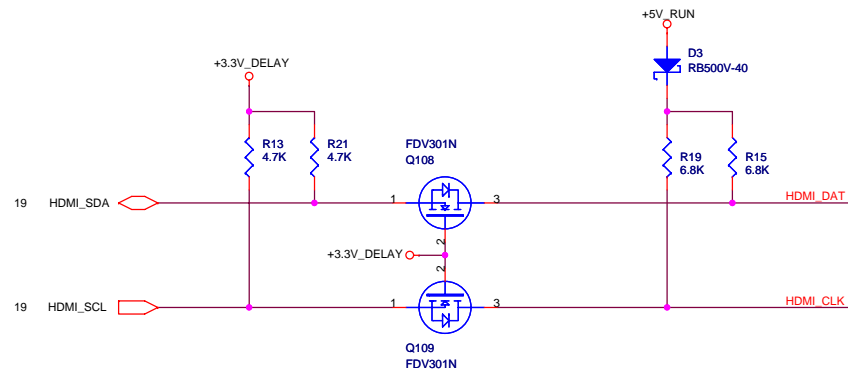 +5V_RUN
D3
RB500V-40
+3.3V_DELAY
R13
4.7K
R21
4.7K
FDV301N
Q108
R19
6.8K
R15
6.8K
19 HDMI_SDA
1
3
HDMI_DAT
2
+3.3V_DELAY
2
19 HDMI_SCL
1
3
HDMI_CLK
Q109
FDV301N